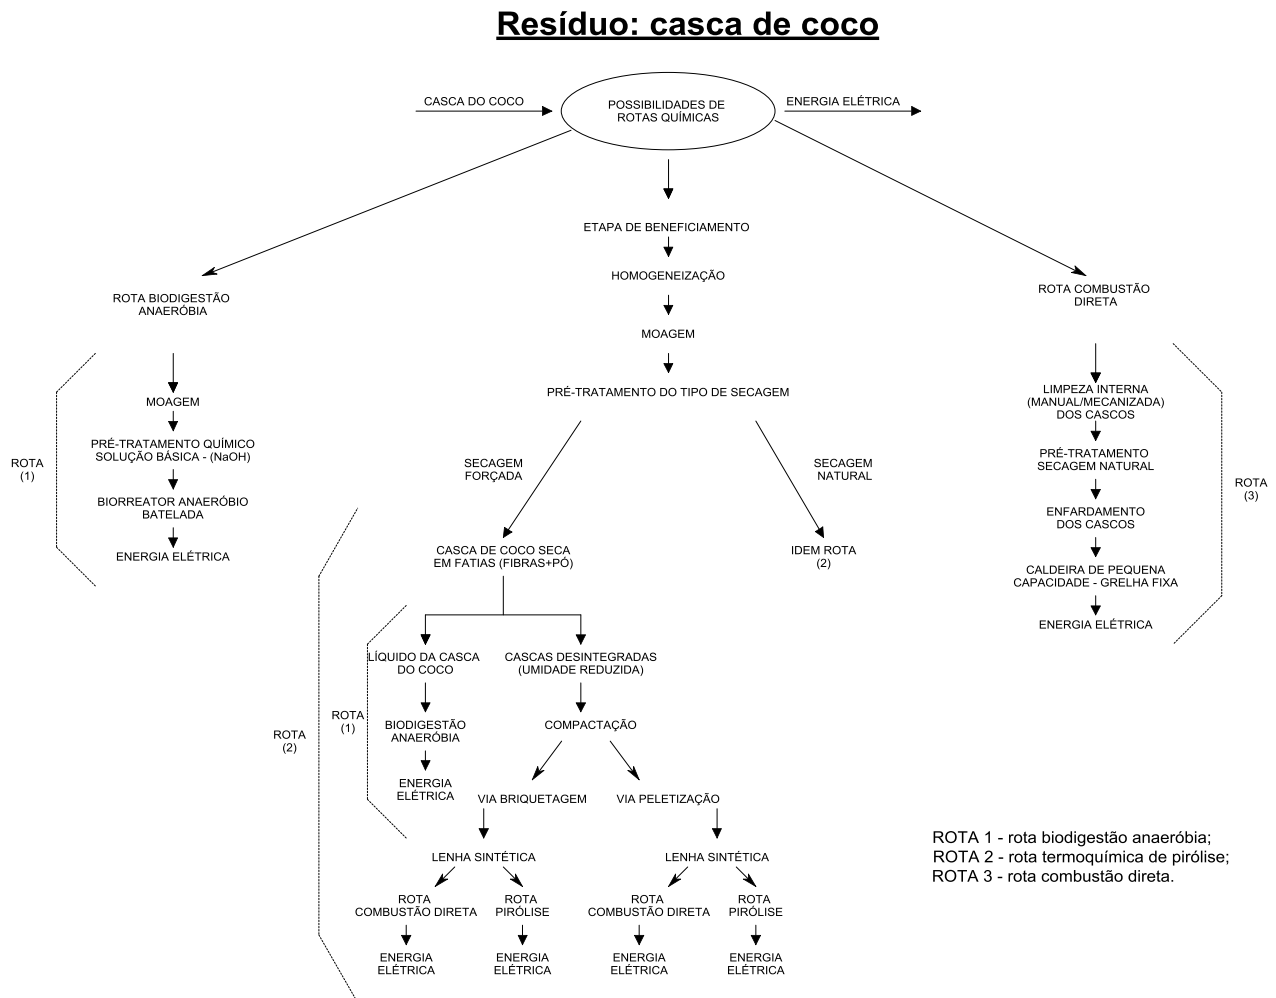 Resíduo: casca de coco
CASCA DO COCO
POSSIBILIDADES DE
ROTAS QUÍMICAS
ENERGIA ELÉTRICA
ROTA BIODIGESTÃO
ANAERÓBIA
ROTA
(1)
MOAGEM
PRÉ-TRATAMENTO QUÍMICO
SOLUÇÃO BÁSICA - (NaOH)
BIORREATOR ANAERÓBIO
BATELADA
ENERGIA ELÉTRICA
ETAPA DE BENEFICIAMENTO
HOMOGENEIZAÇÃO
MOAGEM
PRÉ-TRATAMENTO DO TIPO DE SECAGEM
SECAGEM
FORÇADA
SECAGEM
NATURAL
CASCA DE COCO SECA
EM FATIAS (FIBRAS+PÓ)
IDEM ROTA
(2)
ROTA
(2)
ROTA
(1)
LÍQUIDO DA CASCA
DO COCO
BIODIGESTÃO
ANAERÓBIA
ENERGIA
ELÉTRICA
CASCAS DESINTEGRADAS
(UMIDADE REDUZIDA)
COMPACTAÇÃO
VIA BRIQUETAGEM
VIA PELETIZAÇÃO
LENHA SINTÉTICA
LENHA SINTÉTICA
ROTA
COMBUSTÃO DIRETA
ROTA
PIRÓLISE
ROTA
COMBUSTÃO DIRETA
ROTA
PIRÓLISE
ENERGIA
ELÉTRICA
ENERGIA
ELÉTRICA
ENERGIA
ELÉTRICA
ENERGIA
ELÉTRICA
ROTA COMBUSTÃO
DIRETA
LIMPEZA INTERNA
(MANUAL/MECANIZADA)
DOS CASCOS
PRÉ-TRATAMENTO
SECAGEM NATURAL
ENFARDAMENTO
DOS CASCOS
CALDEIRA DE PEQUENA
CAPACIDADE - GRELHA FIXA
ENERGIA ELÉTRICA
ROTA
(3)
ROTA 1 - rota biodigestão anaeróbia;
ROTA 2 - rota termoquímica de pirólise;
ROTA 3 - rota combustão direta.